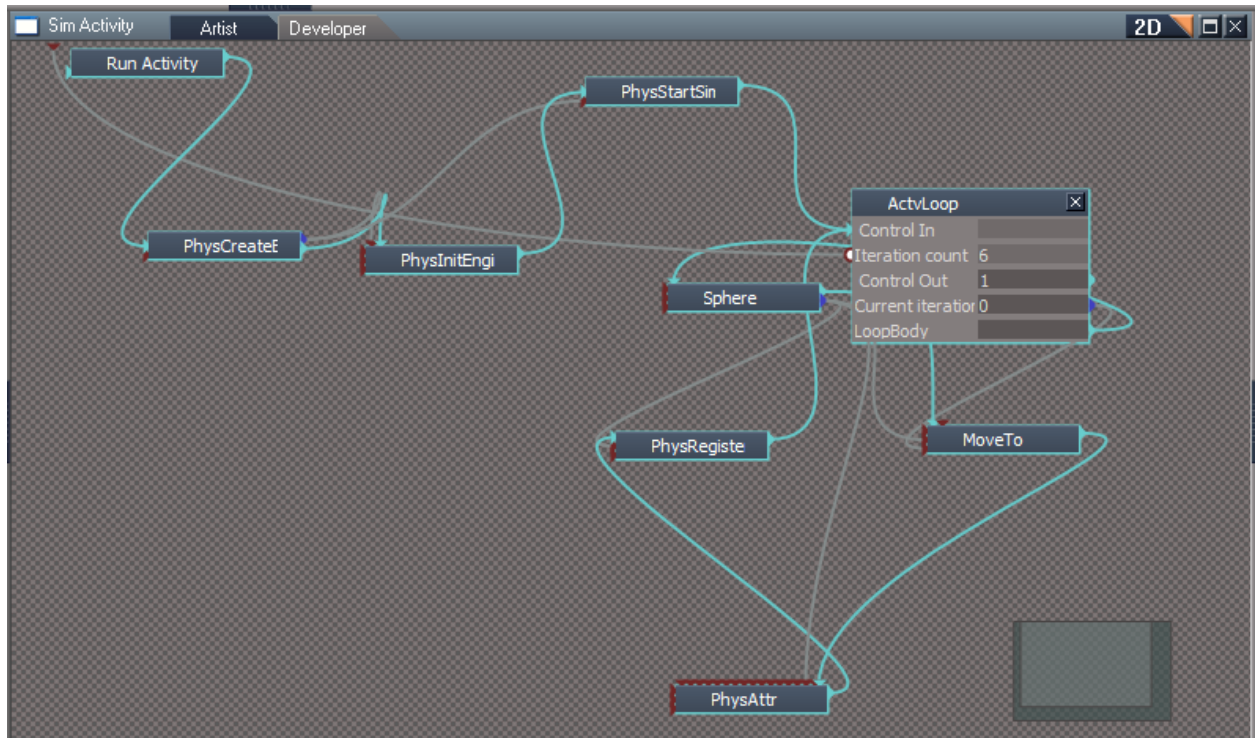 Sim Activity Artist Developer 2D
Run Activity
PhysStartSin
PhysCreateE
PhysInitEngi
ActvLoop
Control In
Iteration count 6
Control Out 1
Current iteration 0
LoopBody
Sphere
PhysRegiste
MoveTo
PhysAttr